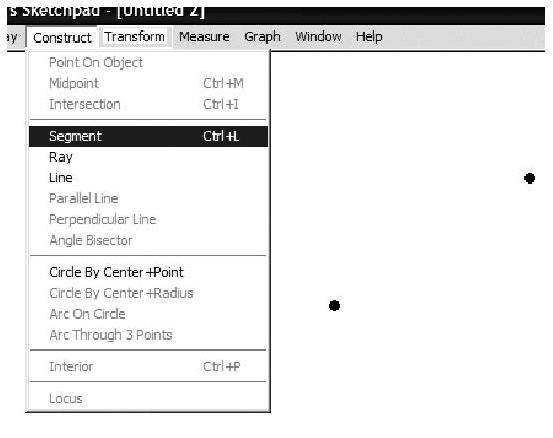 s Sketchpad - [Untitled 2]
ay Construct Transform Measure Graph Window Help
Point On Object
Midpoint Ctrl+M
Intersection Ctrl+I
Segment Ctrl+L
Ray
Line
Parallel Line
Perpendicular Line
Angle Bisector
Circle By Center+Point
Circle By Center+Radius
Arc On Circle
Arc Through 3 Points
Interior Ctrl+P
Locus